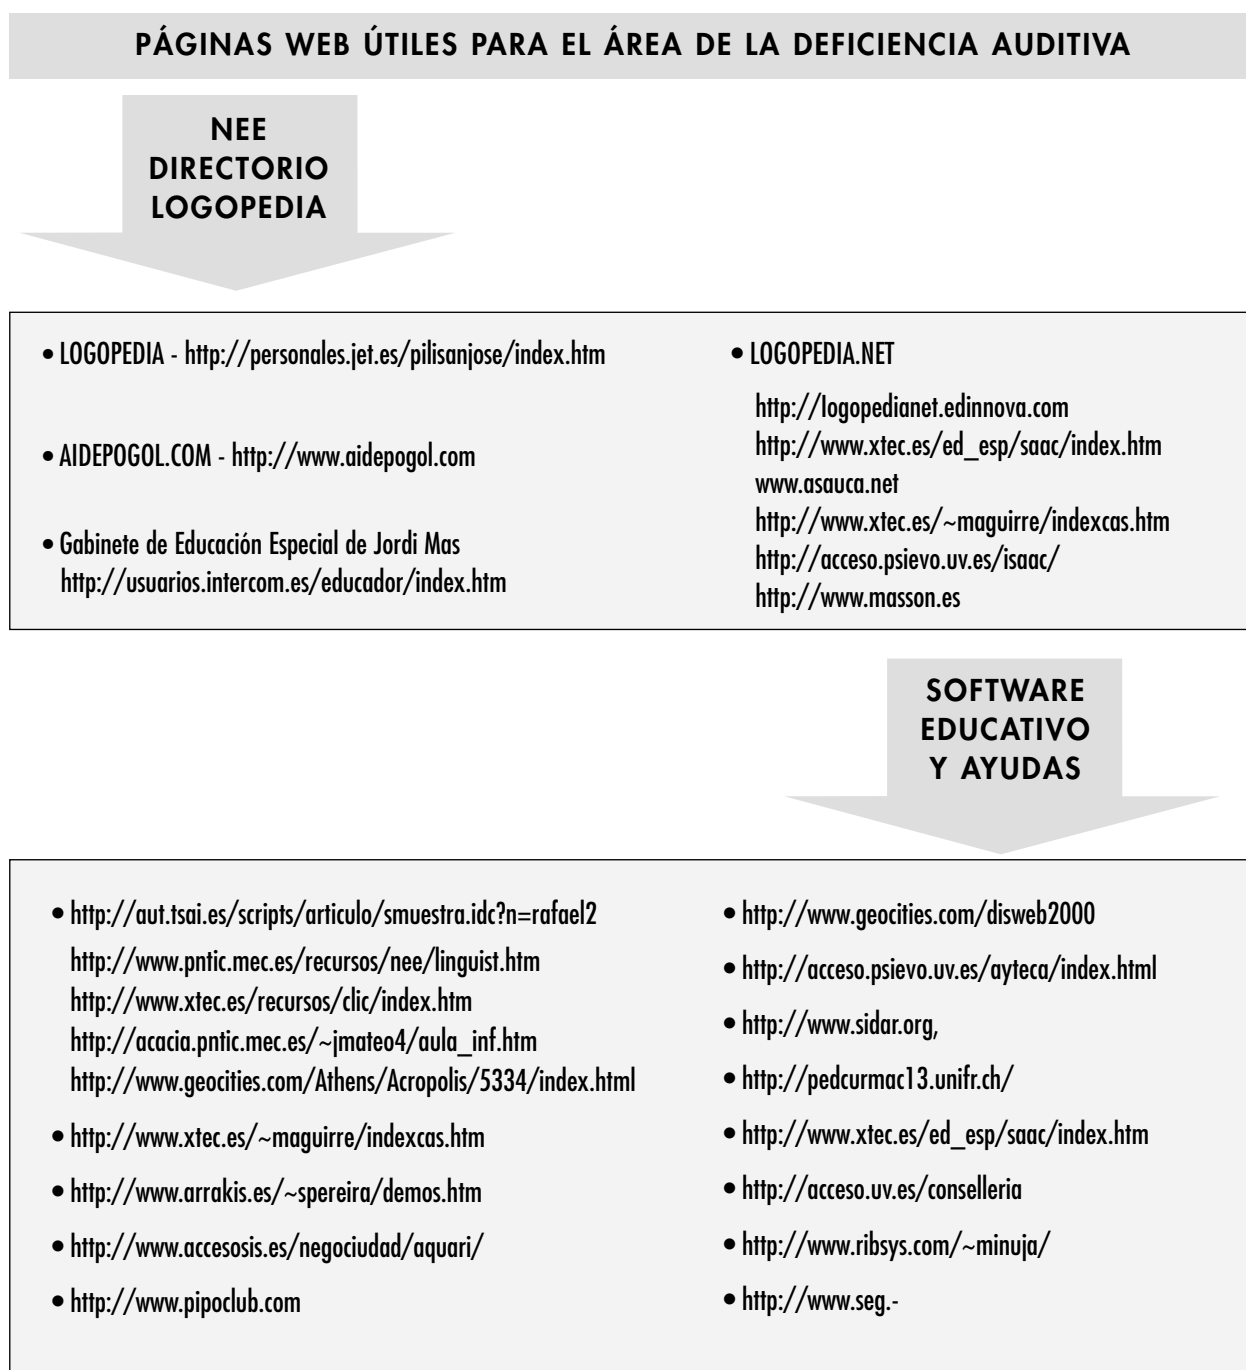 PÁGINAS WEB ÚTILES PARA EL ÁREA DE LA DEFICIENCIA AUDITIVA
NEE
DIRECTORIO
LOGOPEDIA
• LOGOPEDIA - http://personales.jet.es/pilisanjose/index.htm
• AIDEPOGOL.COM - http://www.aidepogol.com
• Gabinete de Educación Especial de Jordi Mas
http://usuarios.intercom.es/educador/index.htm
• LOGOPEDIA.NET
http://logopedianet.edinnova.com
http://www.xtec.es/ed_esp/saac/index.htm
www.asauca.net
http://www.xtec.es/~maguirre/indexcas.htm
http://acceso.psievo.uv.es/isaac/
http://www.masson.es
SOFTWARE
EDUCATIVO
Y AYUDAS
• http://aut.tsai.es/scripts/articulo/smuestra.idc?n=rafael2
http://www.pntic.mec.es/recursos/nee/linguist.htm
http://www.xtec.es/recursos/clic/index.htm
http://acacia.pntic.mec.es/~jmateo4/aula_inf.htm
http://www.geocities.com/Athens/Acropolis/5334/index.html
• http://www.xtec.es/~maguirre/indexcas.htm
• http://www.arrakis.es/~spereira/demos.htm
• http://www.accesosis.es/negociudad/aquari/
• http://www.pipoclub.com
• http://www.geocities.com/disweb2000
• http://acceso.psievo.uv.es/ayteca/index.html
• http://www.sidar.org,
• http://pedcurmac13.unifr.ch/
• http://www.xtec.es/ed_esp/saac/index.htm
• http://acceso.uv.es/conselleria
• http://www.ribsys.com/~minuja/
• http://www.seg.-